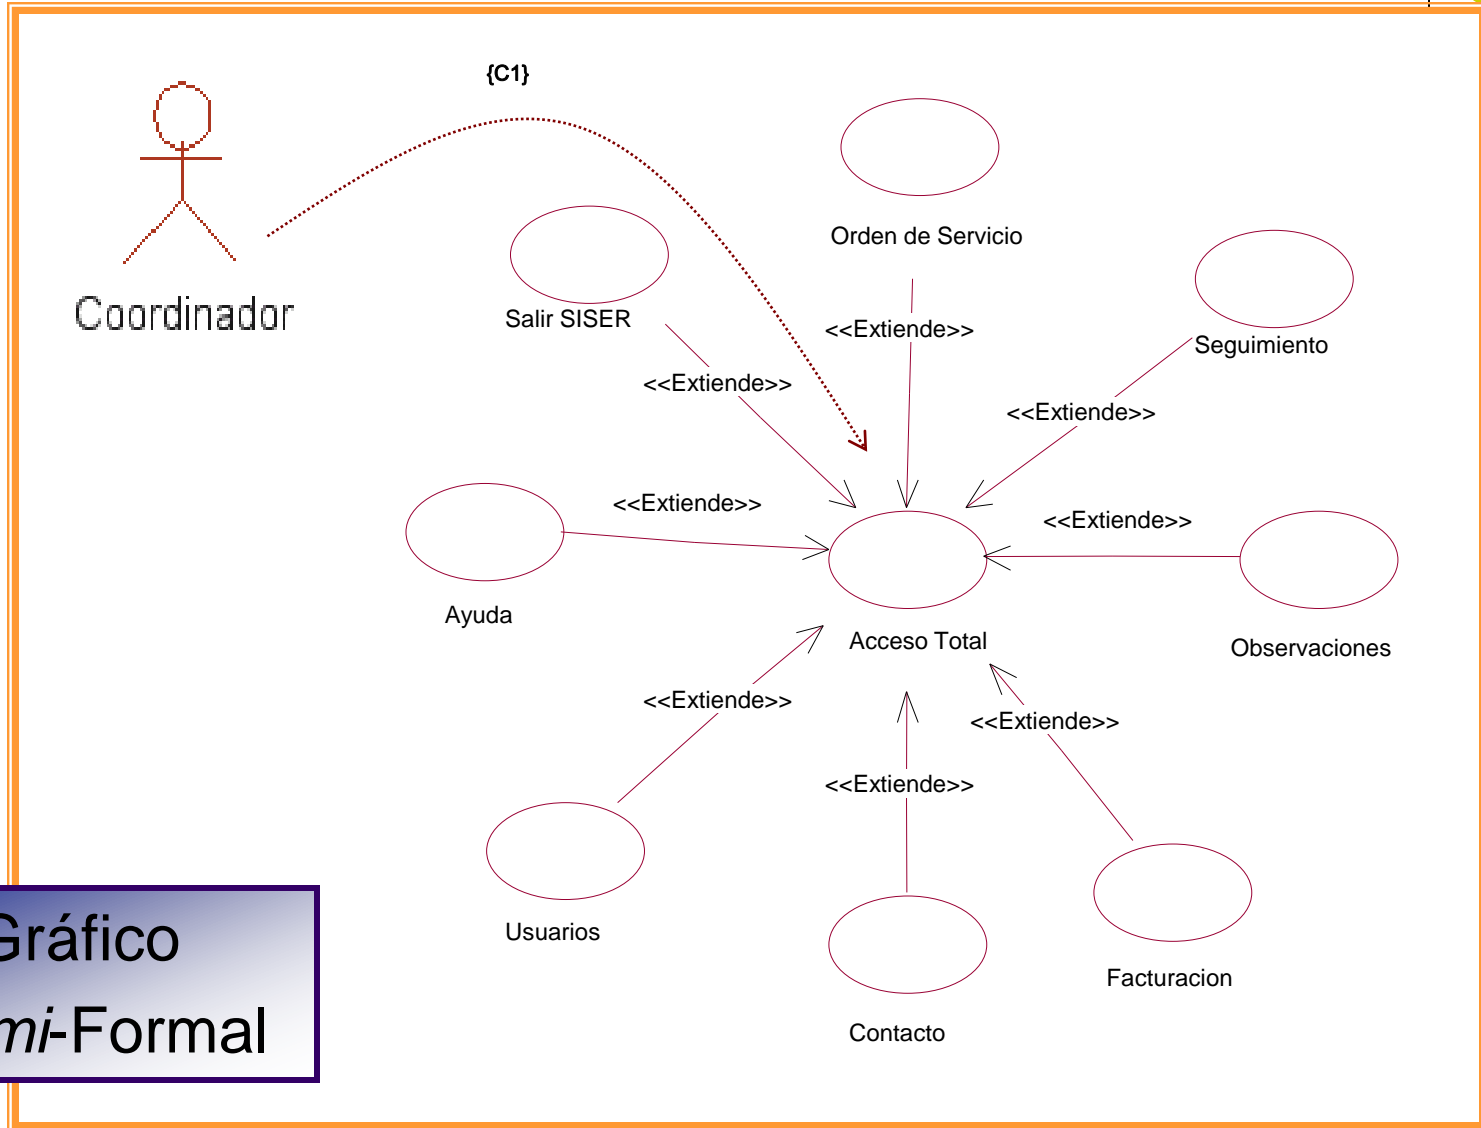 {C1}
Orden de Servicio
Coordinador
Salir SISER
<<Extiende>>
Seguimiento
<<Extiende>>
<<Extiende>>
<<Extiende>>
<<Extiende>>
Ayuda
Acceso Total
Observaciones
<<Extiende>>
<<Extiende>>
<<Extiende>>
Usuarios
Facturacion
Contacto
Gráfico
mi-Formal